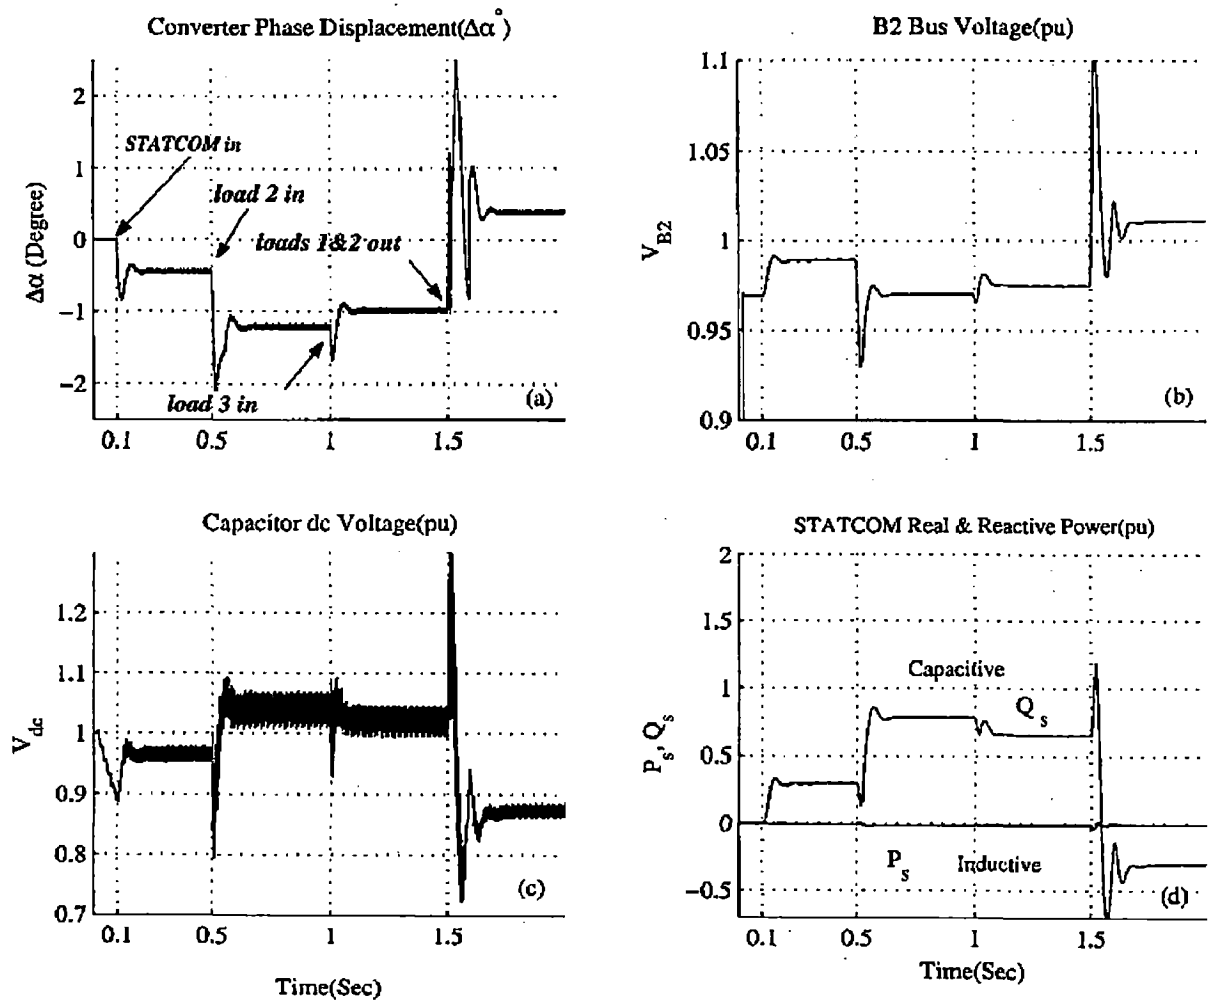 Converter Phase Displacement(Δα°)
Δα (Degree)
2
1
0
−1
−2
STATCOM in
load 2 in
loads 1&2 out
load 3 in
(a)
0.1
0.5
1
1.5
B2 Bus Voltage(pu)
V_B2
1.1
1.05
1
0.95
0.9
(b)
0.1
0.5
1
1.5
Capacitor dc Voltage(pu)
V_dc
1.2
1.1
1
0.9
0.8
0.7
(c)
0.1
0.5
1
1.5
Time(Sec)
STATCOM Real & Reactive Power(pu)
P_s, Q_s
2
1.5
1
0.5
0
−0.5
Capacitive
Q_s
P_s Inductive
(d)
0.1
0.5
1
1.5
Time(Sec)